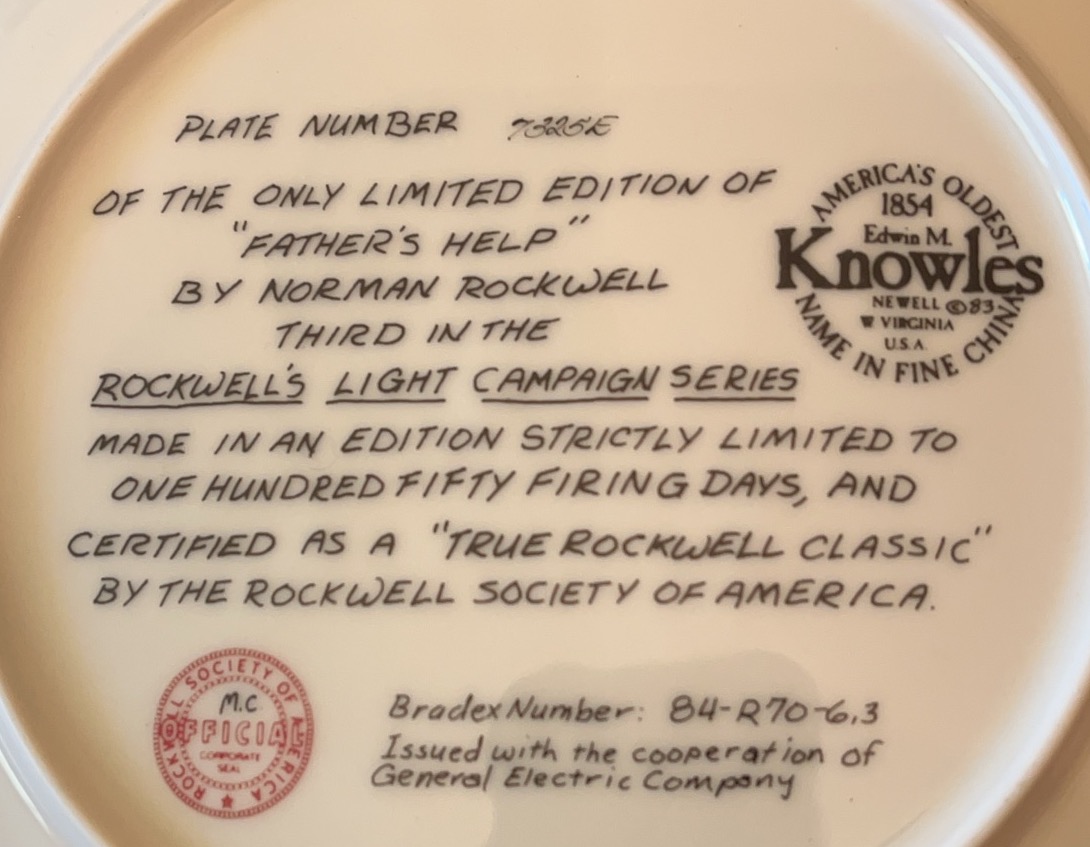 PLATE NUMBER 7325E
OF THE ONLY LIMITED EDITION OF
"FATHER'S HELP"
BY NORMAN ROCKWELL
THIRD IN THE
ROCKWELL'S LIGHT CAMPAIGN SERIES
MADE IN AN EDITION STRICTLY LIMITED TO
ONE HUNDRED FIFTY FIRING DAYS, AND
CERTIFIED AS A "TRUE ROCKWELL CLASSIC"
BY THE ROCKWELL SOCIETY OF AMERICA.
AMERICA'S OLDEST
1854
Edwin M.
Knowles
NEWELL ©83
W VIRGINIA
U.S.A.
NAME IN FINE CHINA
ROCKWELL SOCIETY OF AMERICA
M.C
OFFICIAL
CORPORATE
SEAL
Bradex Number: 84-R70-6.3
Issued with the cooperation of
General Electric Company